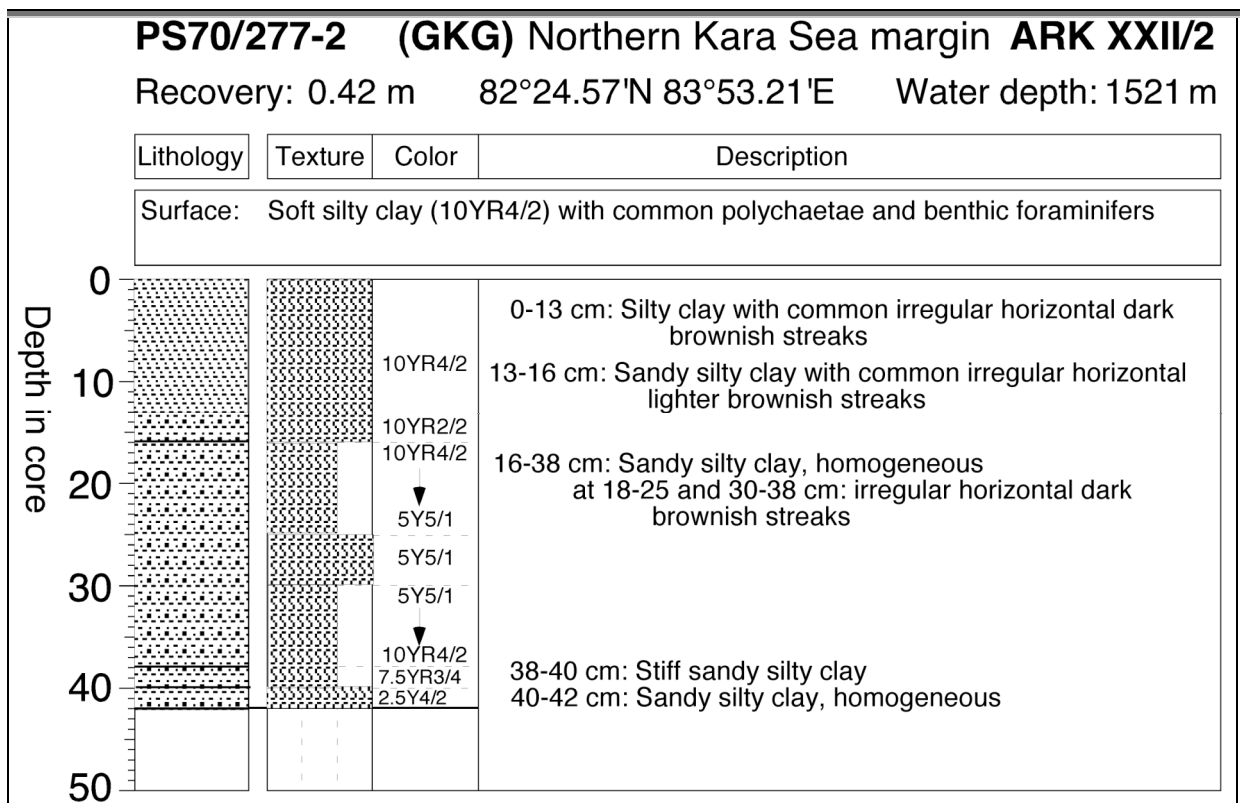 PS70/277-2 (GKG) Northern Kara Sea margin ARK XXII/2
Recovery: 0.42 m 82°24.57'N 83°53.21'E Water depth: 1521 m
Lithology Texture Color Description
Surface: Soft silty clay (10YR4/2) with common polychaetae and benthic foraminifers
Depth in core
0
10
20
30
40
50
10YR4/2
10YR2/2
10YR4/2
5Y5/1
5Y5/1
5Y5/1
10YR4/2
7.5YR3/4
2.5Y4/2
0-13 cm: Silty clay with common irregular horizontal dark
brownish streaks
13-16 cm: Sandy silty clay with common irregular horizontal
lighter brownish streaks
16-38 cm: Sandy silty clay, homogeneous
at 18-25 and 30-38 cm: irregular horizontal dark
brownish streaks
38-40 cm: Stiff sandy silty clay
40-42 cm: Sandy silty clay, homogeneous